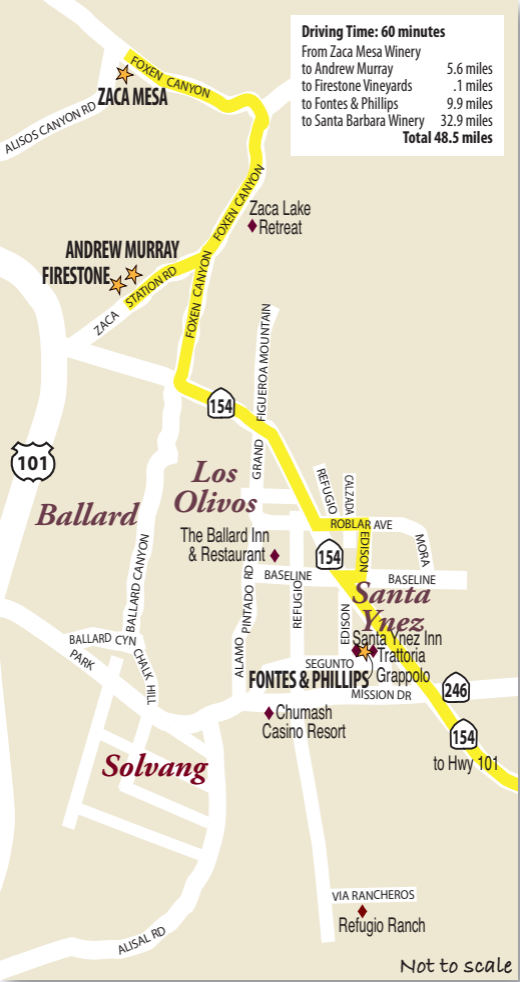 Driving Time: 60 minutes
From Zaca Mesa Winery
to Andrew Murray 5.6 miles
to Firestone Vineyards .1 miles
to Fontes & Phillips 9.9 miles
to Santa Barbara Winery 32.9 miles
Total 48.5 miles
FOXEN CANYON
ZACA MESA
ALISOS CANYON RD
FOXEN CANYON
Zaca Lake
Retreat
ANDREW MURRAY
FIRESTONE
ZACA STATION RD
FOXEN CANYON
GRAND
FIGUEROA MOUNTAIN
154
101
Los
Olivos
Ballard
REFUGIO
CALZADA
ROBLAR AVE
EDISON
MORA
The Ballard Inn
& Restaurant
154
BASELINE
BASELINE
BALLARD CANYON
ALAMO PINTADO RD
REFUGIO
EDISON
Santa
Ynez
Santa Ynez Inn
Trattoria
Grappolo
SEGUNTO
FONTES & PHILLIPS
MISSION DR
246
BALLARD CYN
PARK
CHALK HILL
Chumash
Casino Resort
154
to Hwy 101
Solvang
VIA RANCHEROS
Refugio Ranch
ALISAL RD
Not to scale